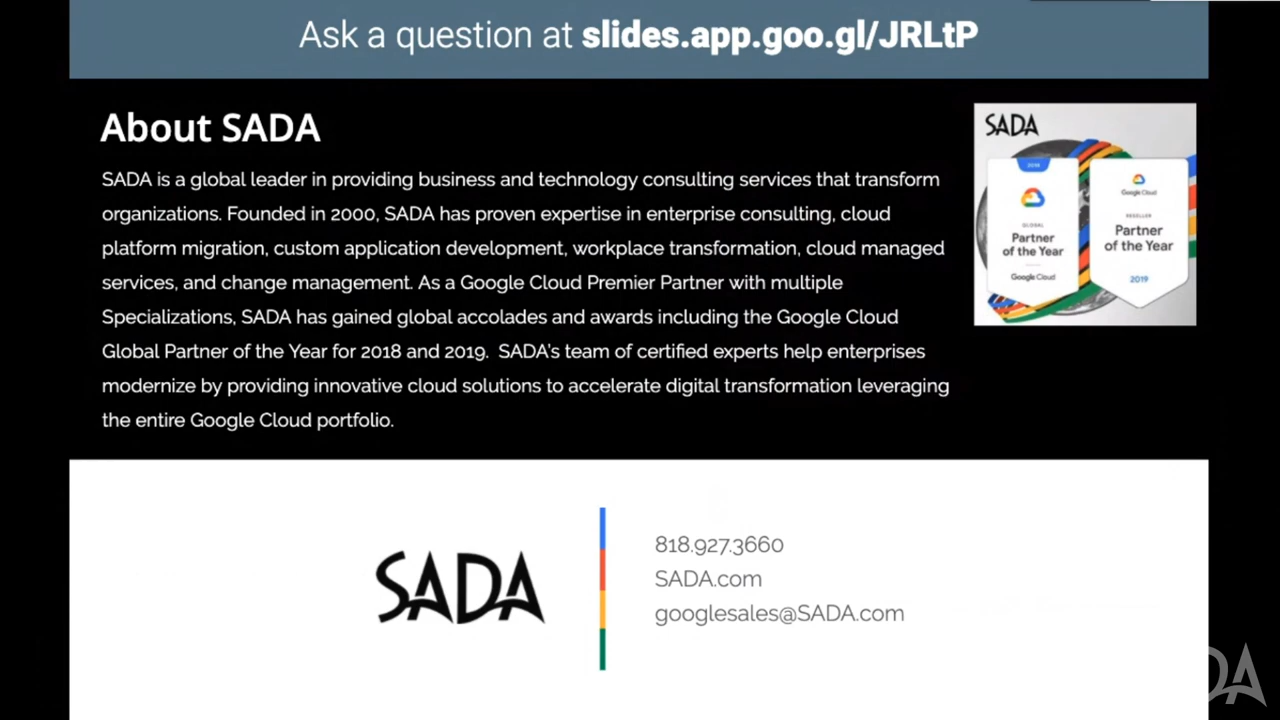 Ask a question at slides.app.goo.gl/JRLtP
About SADA
SADA is a global leader in providing business and technology consulting services that transform
organizations. Founded in 2000, SADA has proven expertise in enterprise consulting, cloud
platform migration, custom application development, workplace transformation, cloud managed
services, and change management. As a Google Cloud Premier Partner with multiple
Specializations, SADA has gained global accolades and awards including the Google Cloud
Global Partner of the Year for 2018 and 2019.  SADA's team of certified experts help enterprises
modernize by providing innovative cloud solutions to accelerate digital transformation leveraging
the entire Google Cloud portfolio.
SADA
2018
GLOBAL
Partner
of the Year
Google Cloud
Google Cloud
RESELLER
Partner
of the Year
2019
SADA
818.927.3660
SADA.com
googlesales@SADA.com
DA